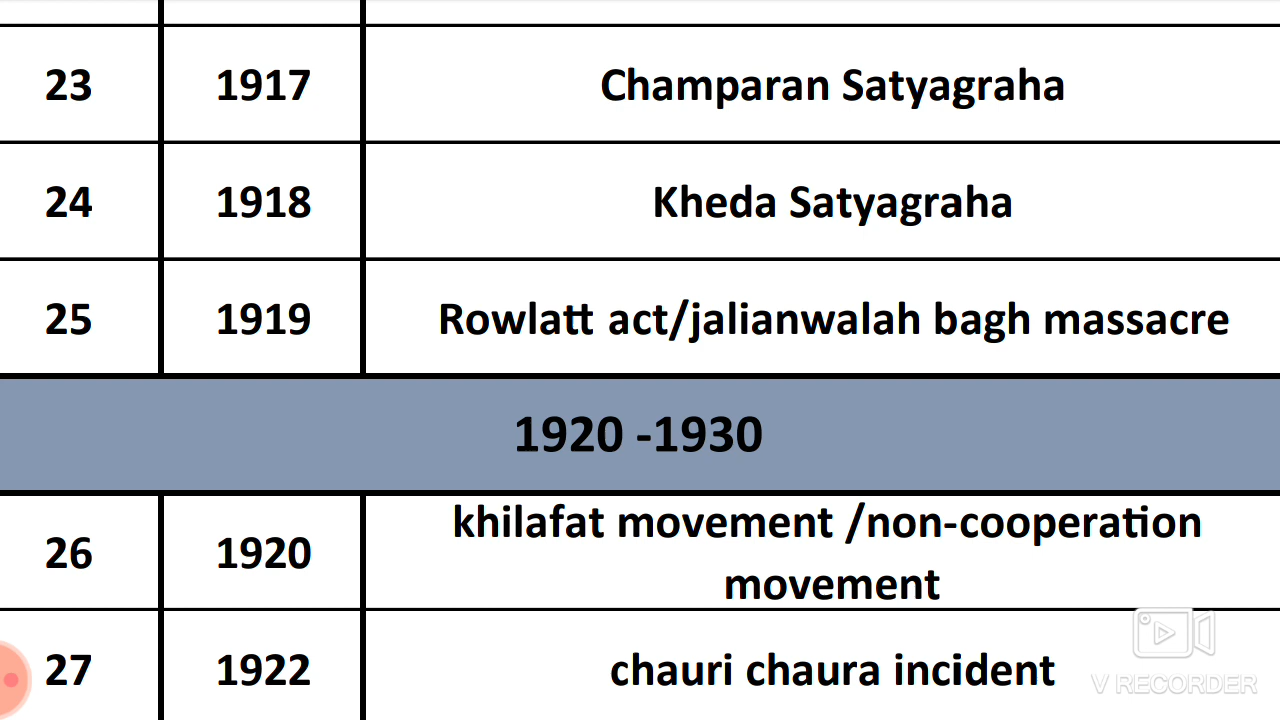 23 1917 Champaran Satyagraha
24 1918 Kheda Satyagraha
25 1919 Rowlatt act/jalianwalah bagh massacre
1920 -1930
26 1920 khilafat movement /non-cooperation
movement
27 1922 chauri chaura incident
V RECORDER